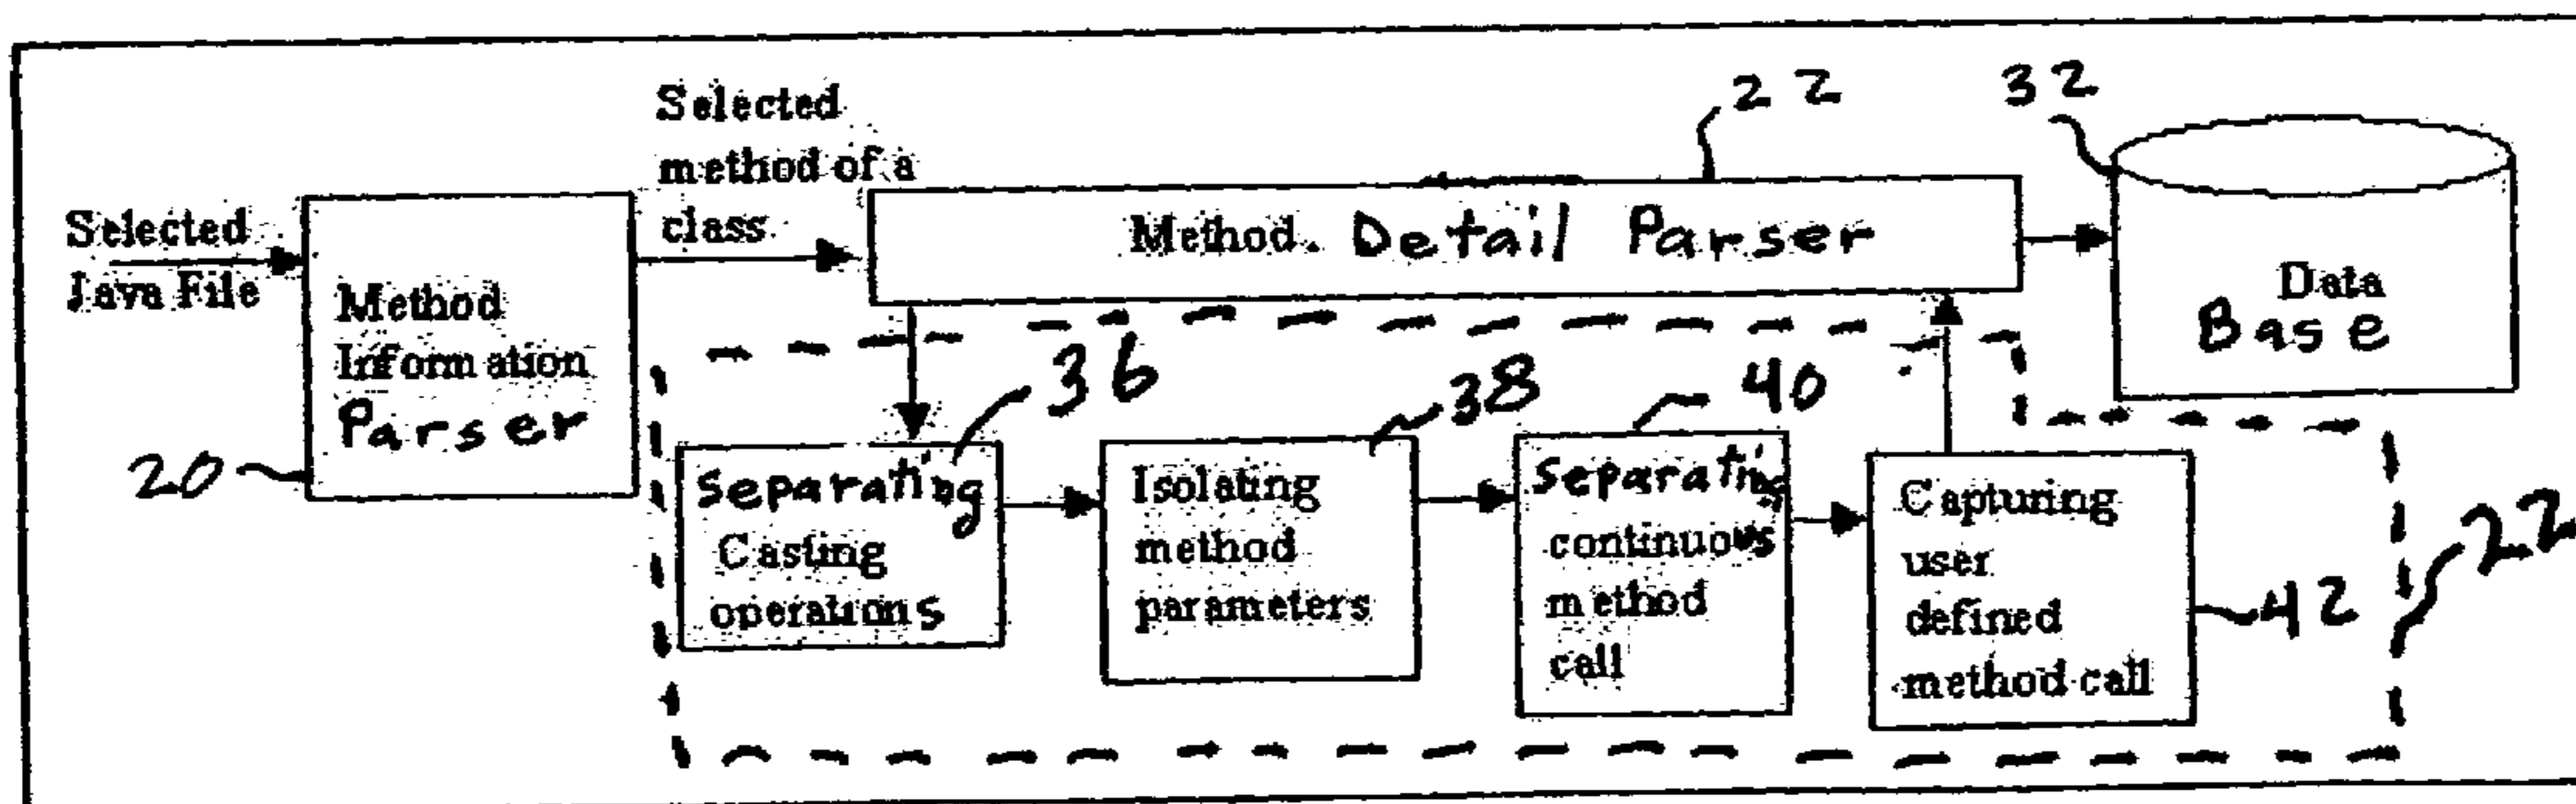 Selected
Java File
Method
Information
Parser
20
Selected
method of a
class
Method. Detail Parser
22
32
Data
Base
36
Separating
Casting
operations
38
Isolating
method
parameters
40
Separating
continuous
method
call
Capturing
user
defined
method call
42
22